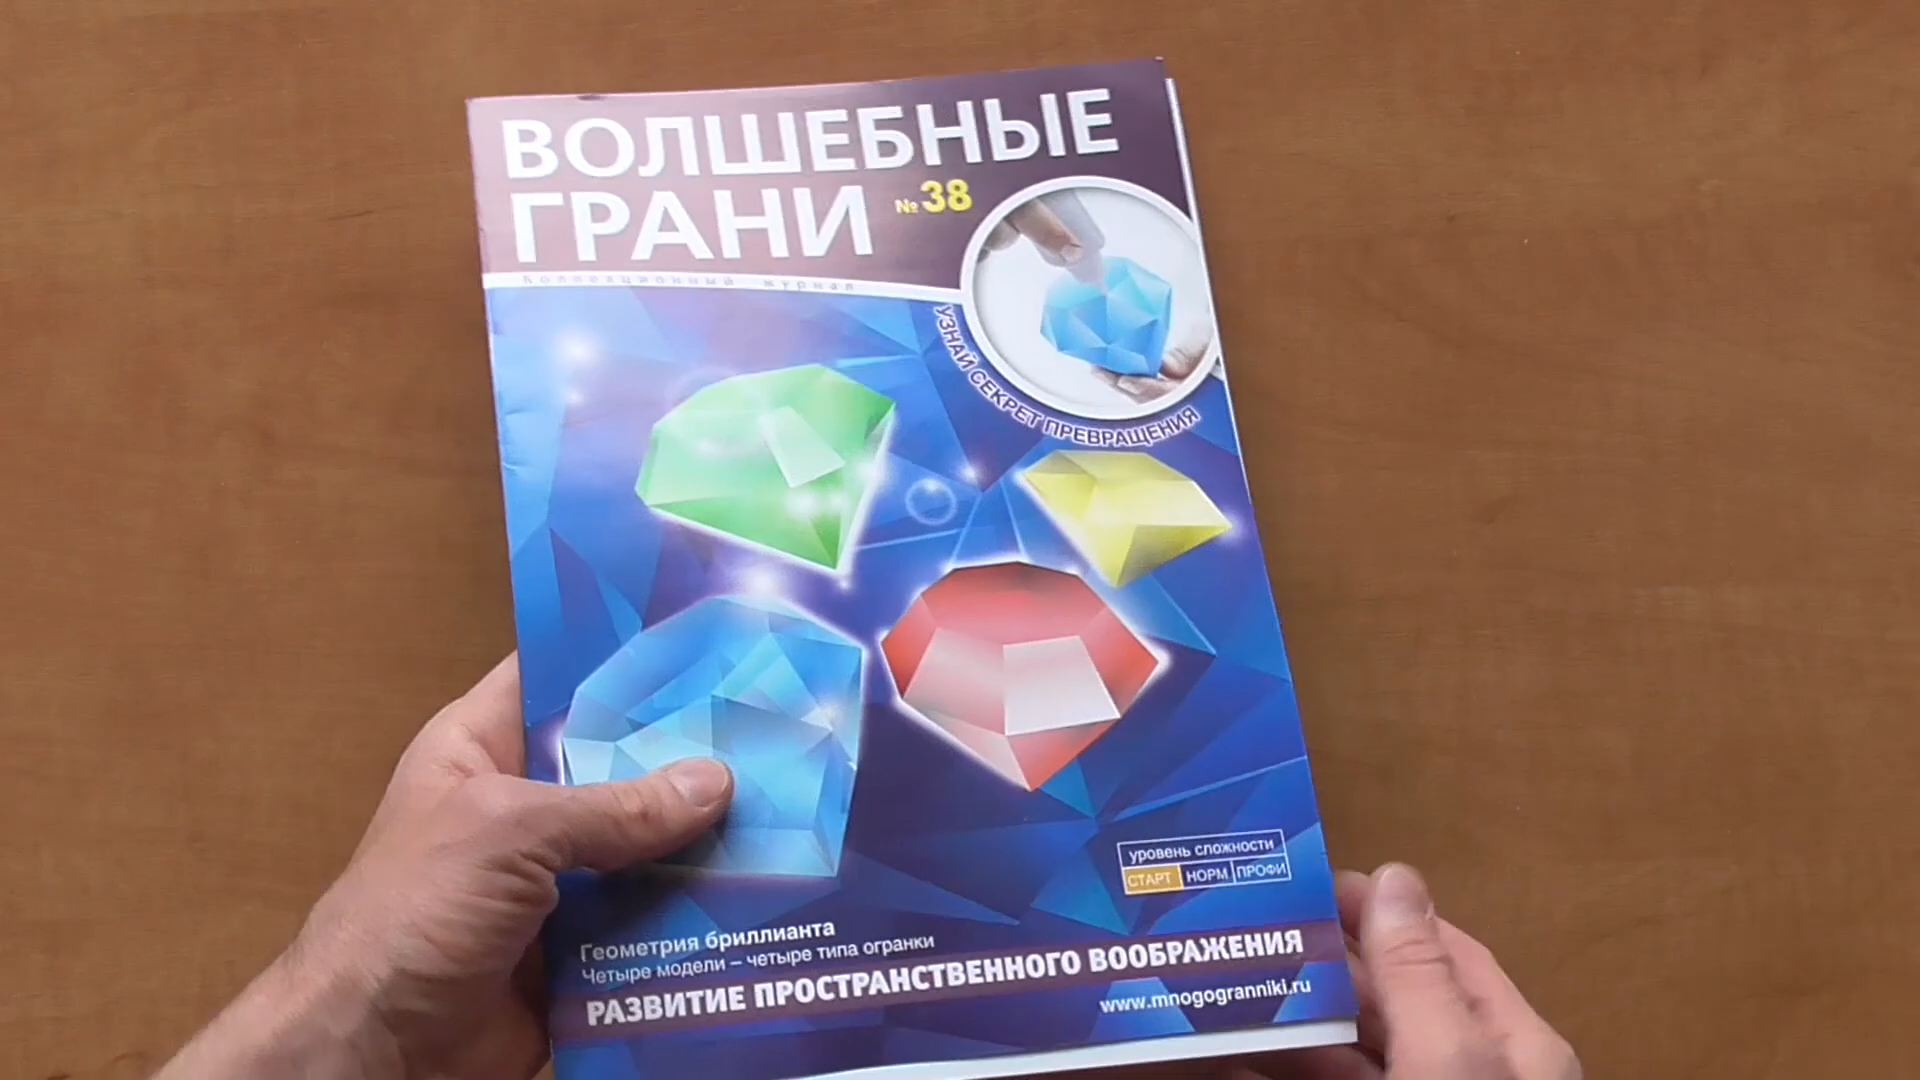 ВОЛШЕБНЫЕ
ГРАНИ №38
Коллекционный журнал
УЗНАЙ СЕКРЕТ ПРЕВРАЩЕНИЯ
уровень сложности
СТАРТ НОРМ ПРОФИ
Геометрия бриллианта
Четыре модели – четыре типа огранки
РАЗВИТИЕ ПРОСТРАНСТВЕННОГО ВООБРАЖЕНИЯ
www.mnogogranniki.ru